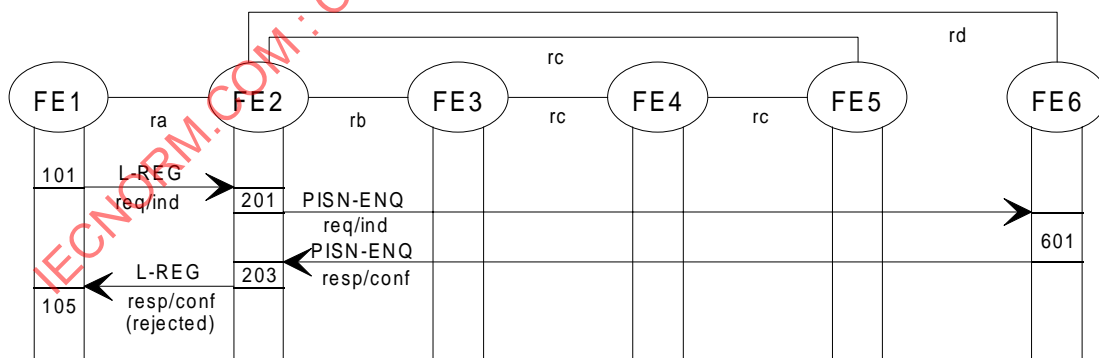 rd
rc
FE1 FE2 FE3 FE4 FE5 FE6
ra rb rc rc
101 L-REG
req/ind
201 PISN-ENQ
req/ind
PISN-ENQ 601
L-REG 203 resp/conf
105 resp/conf
(rejected)
IECNORM.COM :